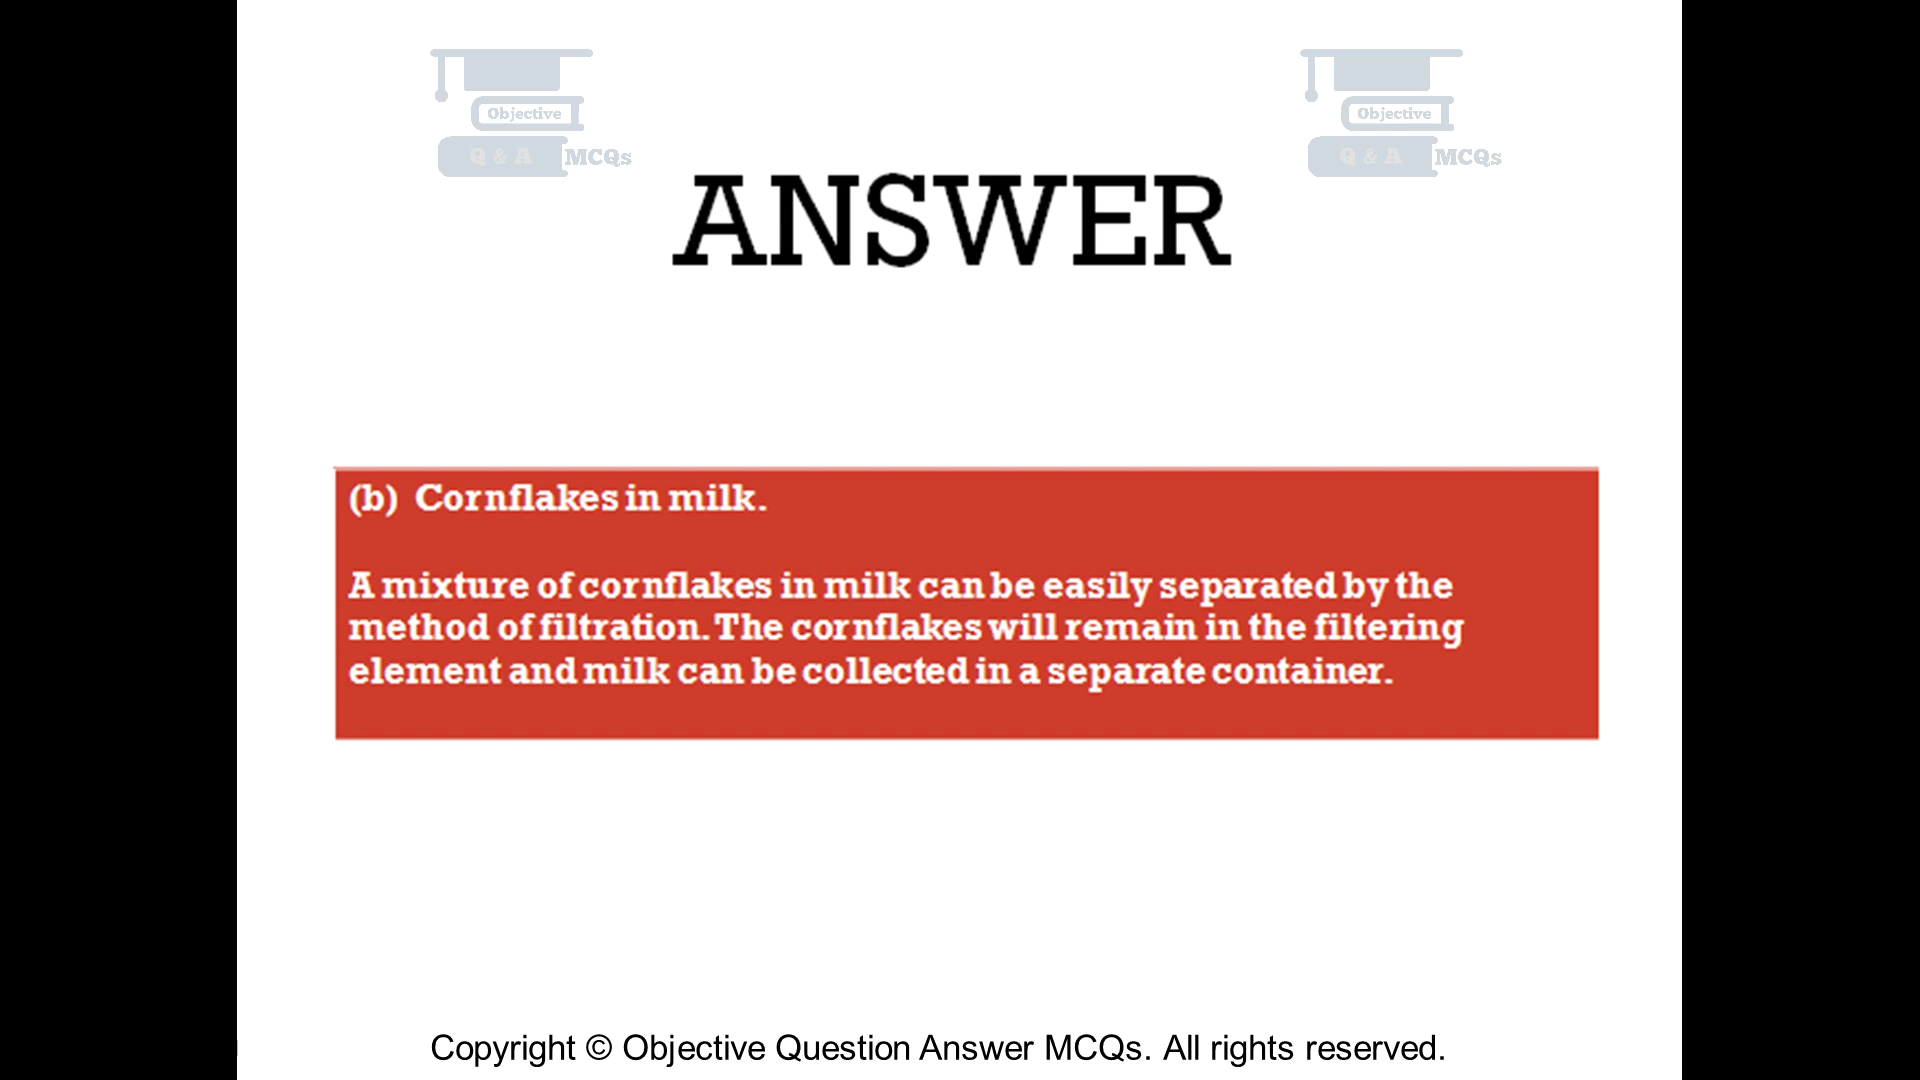 Objective
Q & A MCQs
Objective
Q & A MCQs
ANSWER
(b) Cornflakes in milk.
A mixture of cornflakes in milk can be easily separated by the
method of filtration. The cornflakes will remain in the filtering
element and milk can be collected in a separate container.
Copyright © Objective Question Answer MCQs. All rights reserved.